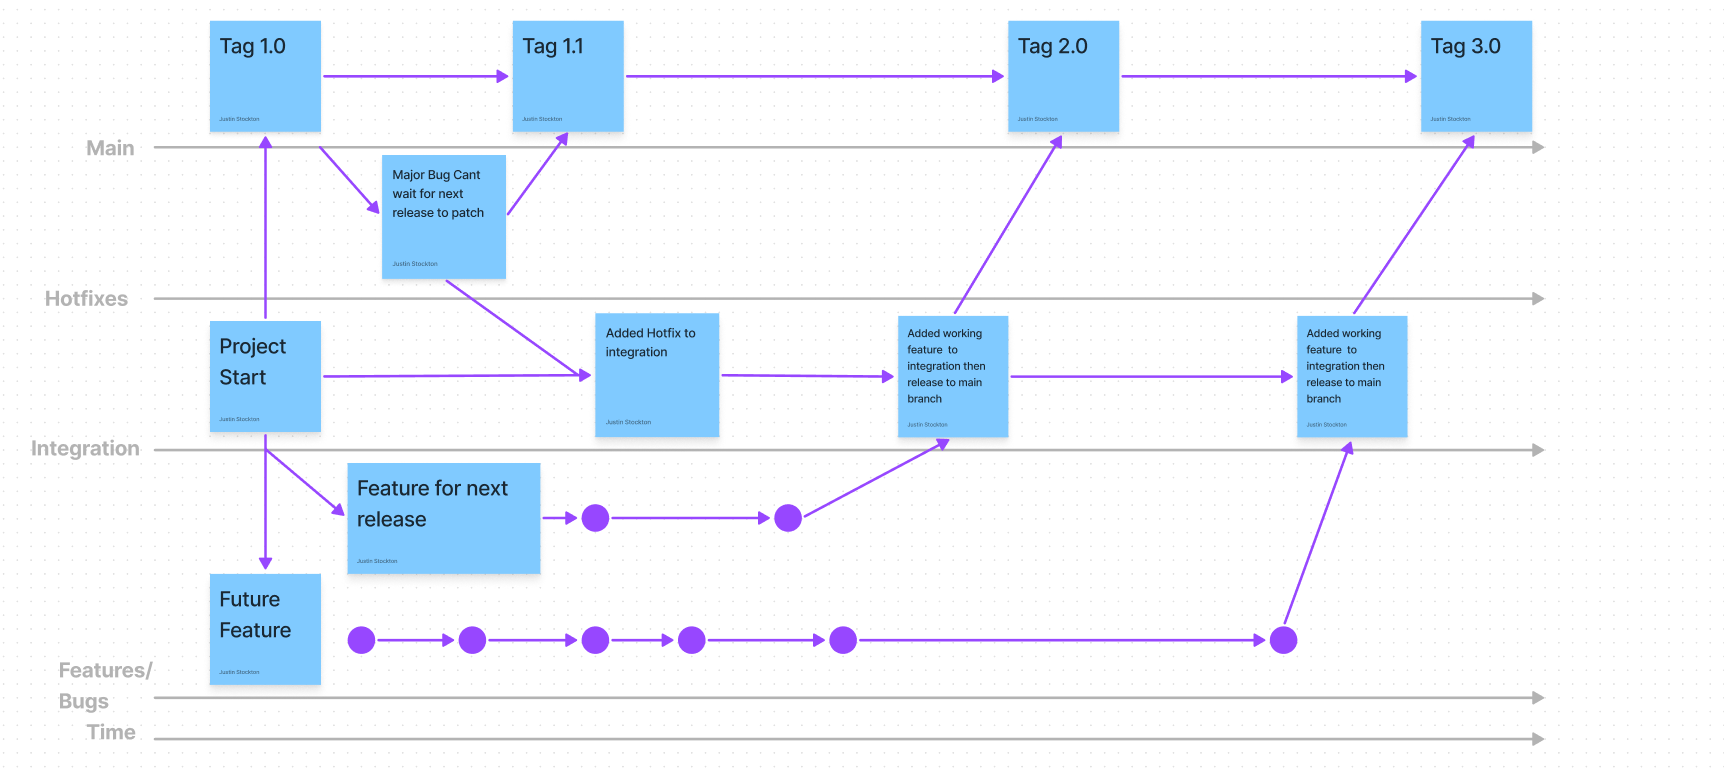 Tag 1.0
Justin Stockton
Tag 1.1
Justin Stockton
Tag 2.0
Justin Stockton
Tag 3.0
Justin Stockton
Main
Major Bug Cant
wait for next
release to patch
Justin Stockton
Hotfixes
Project
Start
Justin Stockton
Added Hotfix to
integration
Justin Stockton
Added working
feature to
integration then
release to main
branch
Justin Stockton
Added working
feature to
integration then
release to main
branch
Justin Stockton
Integration
Feature for next
release
Justin Stockton
Future
Feature
Justin Stockton
Features/
Bugs
Time